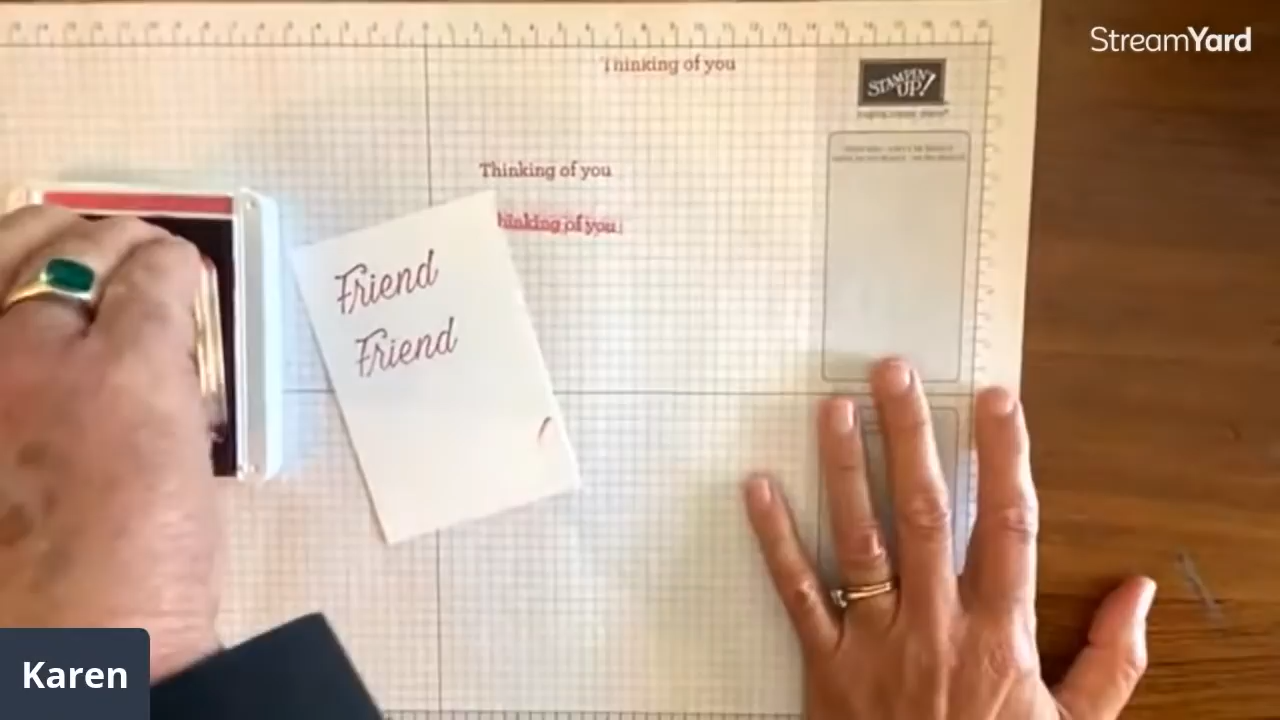 StreamYard
Thinking of you
STAMPIN' UP!
Thinking of you
hinking of you
Friend
Friend
Karen